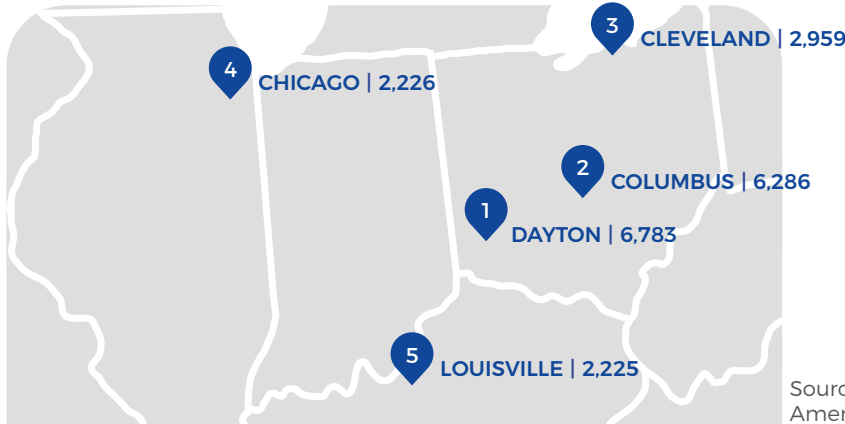 3
CLEVELAND | 2,959
4
CHICAGO | 2,226
2
COLUMBUS | 6,286
1
DAYTON | 6,783
5
LOUISVILLE | 2,225